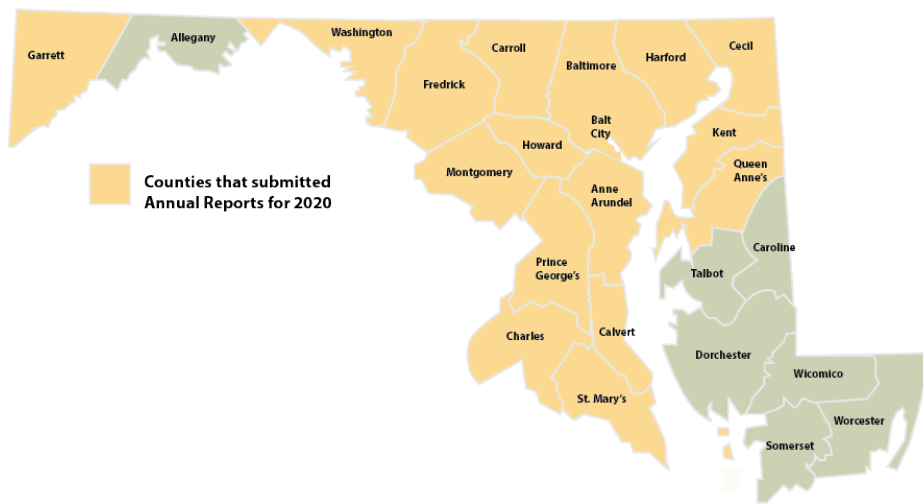 Garrett
Allegany
Washington
Fredrick
Carroll
Baltimore
Harford
Cecil
Balt
City
Kent
Howard
Montgomery
Queen
Anne's
Anne
Arundel
Counties that submitted
Annual Reports for 2020
Caroline
Talbot
Prince
George's
Charles
Calvert
Dorchester
Wicomico
St. Mary's
Worcester
Somerset